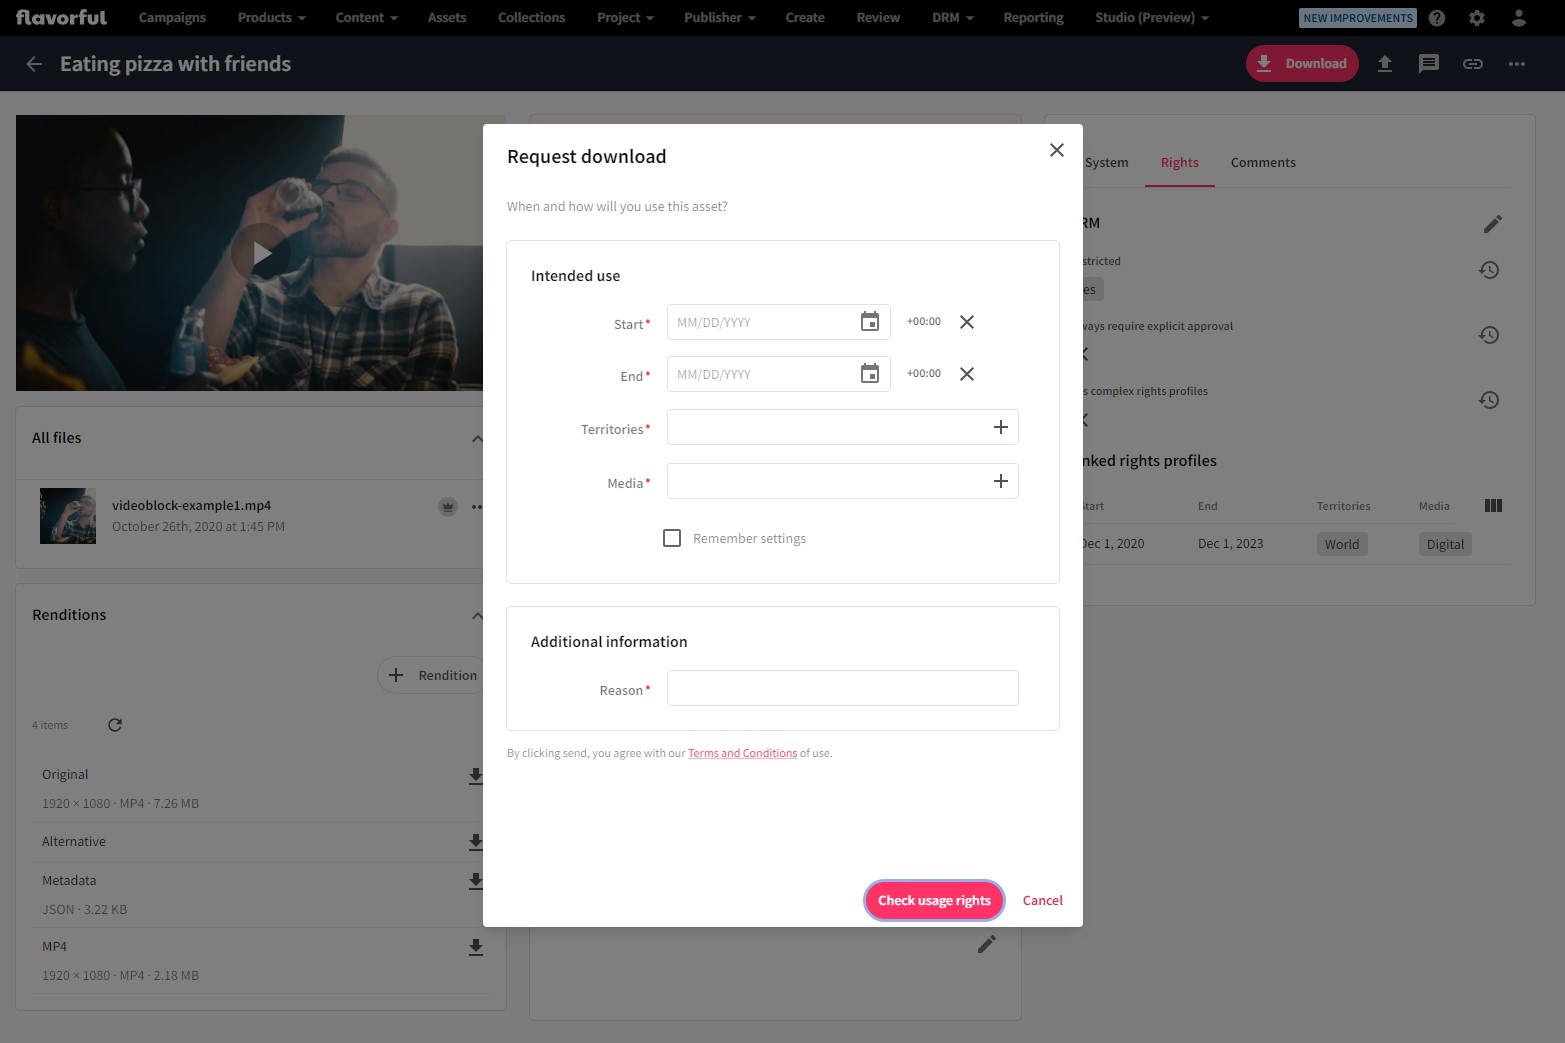 flavorful Campaigns Products Content Assets Collections Project Publisher Create Review DRM Reporting Studio (Preview) NEW IMPROVEMENTS
Eating pizza with friends Download
Request download
When and how will you use this asset?
Intended use
Start* MM/DD/YYYY +00:00
End* MM/DD/YYYY +00:00
Territories*
Media*
Remember settings
Additional information
Reason*
By clicking send, you agree with our Terms and Conditions of use.
Check usage rights Cancel
All files
videoblock-example1.mp4
October 26th, 2020 at 1:45 PM
Renditions
Rendition
4 items
Original
1920 × 1080 · MP4 · 7.26 MB
Alternative
Metadata
JSON · 3.22 KB
MP4
1920 × 1080 · MP4 · 2.18 MB
System Rights Comments
RM
stricted
es
ways require explicit approval
s complex rights profiles
nked rights profiles
Start End Territories Media
Dec 1, 2020 Dec 1, 2023 World Digital